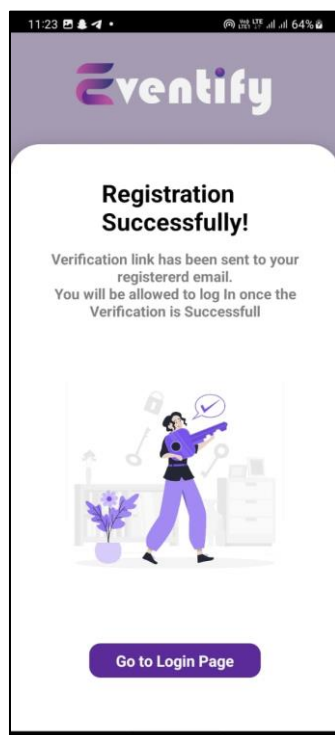 11:23
64%
Eventify
Registration
Successfully!
Verification link has been sent to your
registererd email.
You will be allowed to log In once the
Verification is Successfull
Go to Login Page